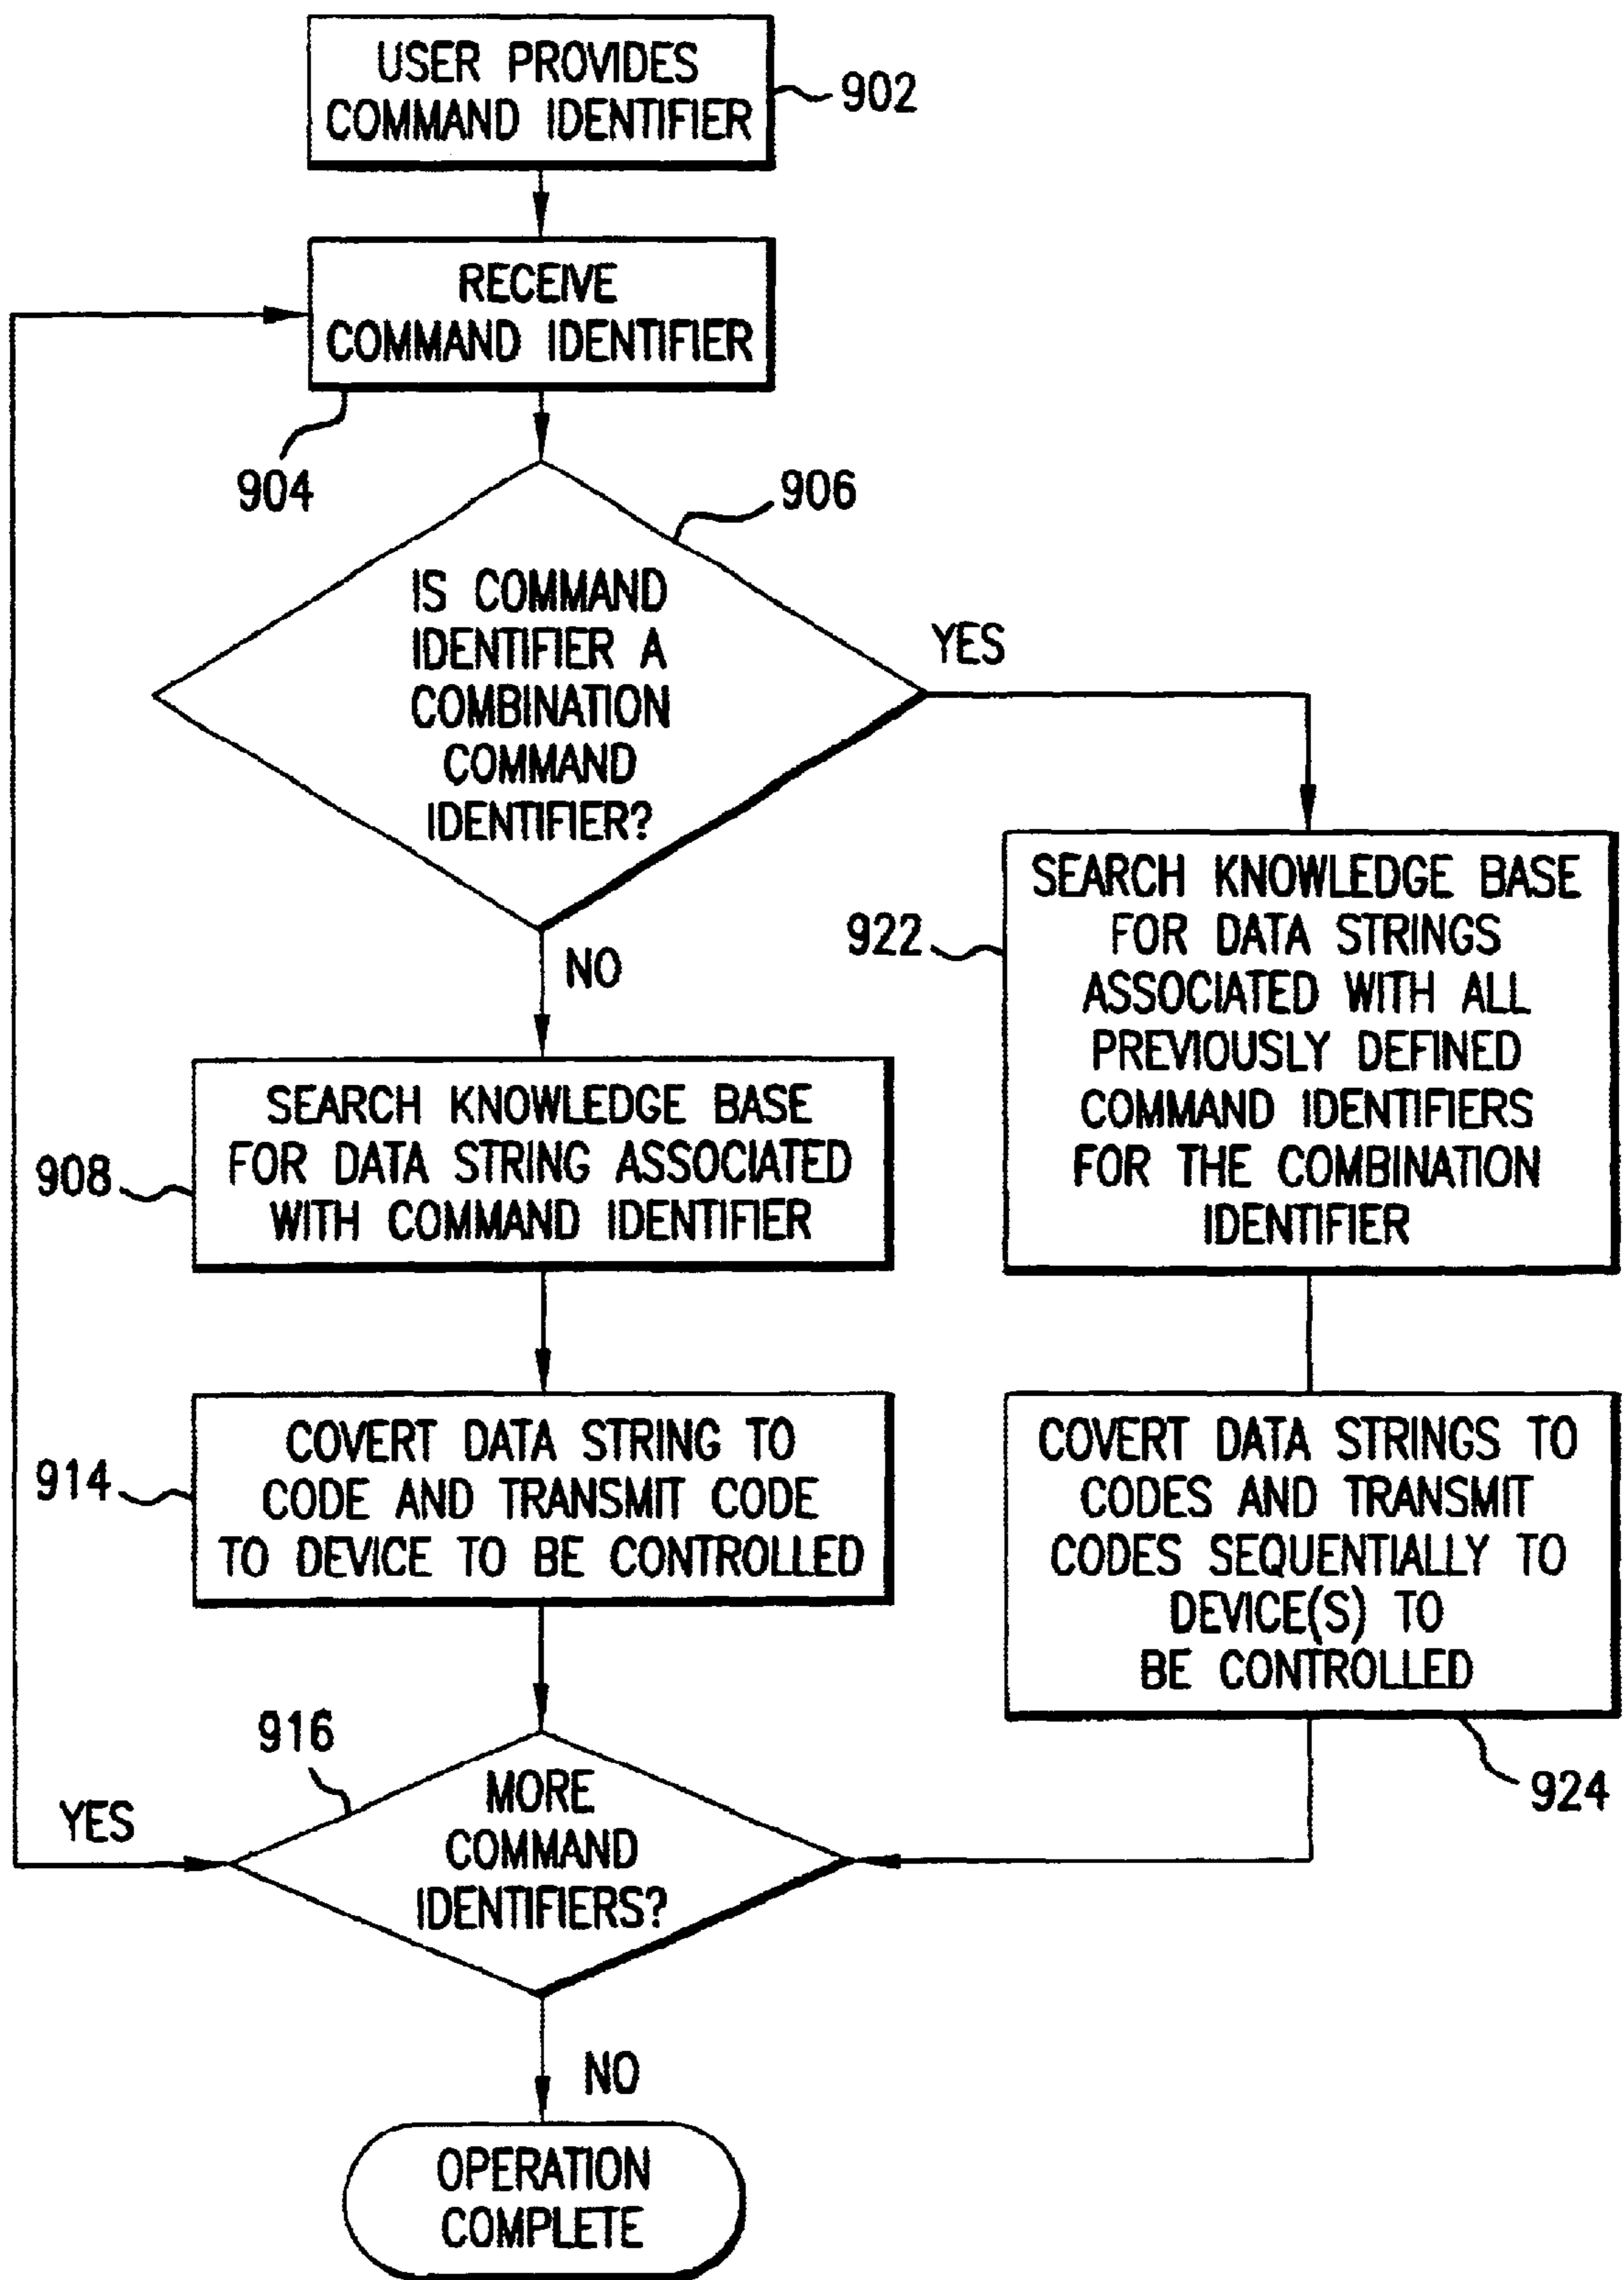 USER PROVIDES
COMMAND IDENTIFIER
902
RECEIVE
COMMAND IDENTIFIER
904
906
IS COMMAND
IDENTIFIER A
COMBINATION
COMMAND
IDENTIFIER?
YES
NO
922
SEARCH KNOWLEDGE BASE
FOR DATA STRINGS
ASSOCIATED WITH ALL
PREVIOUSLY DEFINED
COMMAND IDENTIFIERS
FOR THE COMBINATION
IDENTIFIER
908
SEARCH KNOWLEDGE BASE
FOR DATA STRING ASSOCIATED
WITH COMMAND IDENTIFIER
914
COVERT DATA STRING TO
CODE AND TRANSMIT CODE
TO DEVICE TO BE CONTROLLED
COVERT DATA STRINGS TO
CODES AND TRANSMIT
CODES SEQUENTIALLY TO
DEVICE(S) TO
BE CONTROLLED
924
916
YES
MORE
COMMAND
IDENTIFIERS?
NO
OPERATION
COMPLETE